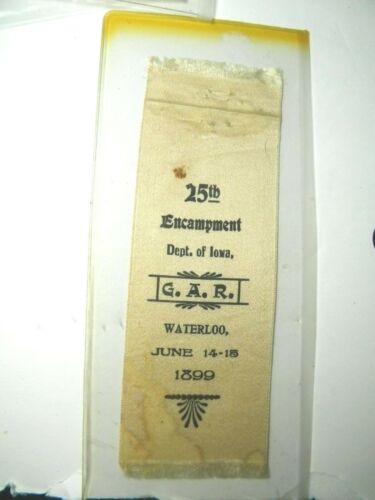 25th
Encampment
Dept. of Iowa,
G. A. R.
WATERLOO,
JUNE 14-15
1899